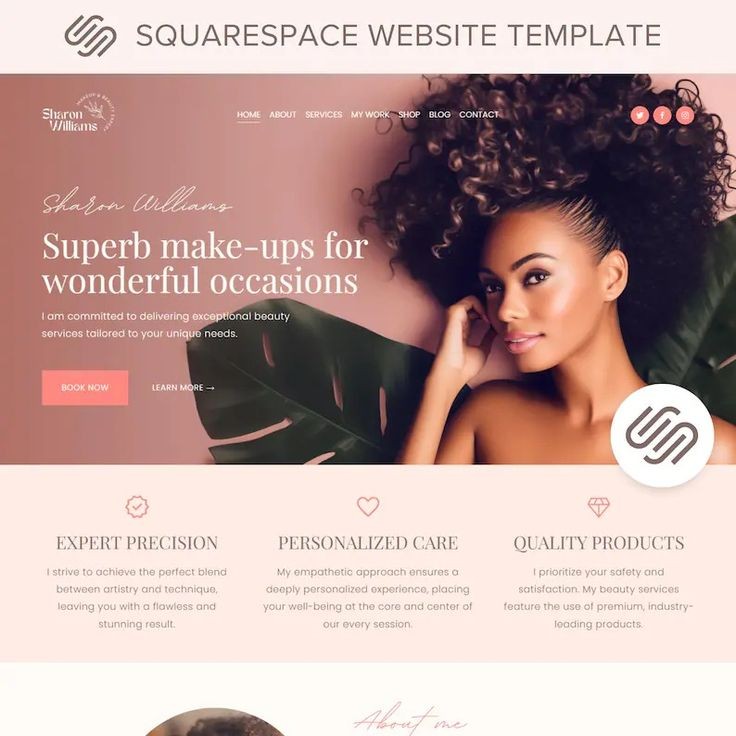 SQUARESPACE WEBSITE TEMPLATE
Sharon
Williams
MAKEUP & BEAUTY
HOME ABOUT SERVICES MY WORK SHOP BLOG CONTACT
Sharon Williams
Superb make-ups for
wonderful occasions
I am committed to delivering exceptional beauty
services tailored to your unique needs.
BOOK NOW LEARN MORE →
EXPERT PRECISION
I strive to achieve the perfect blend
between artistry and technique,
leaving you with a flawless and
stunning result.
PERSONALIZED CARE
My empathetic approach ensures a
deeply personalized experience, placing
your well-being at the core and center of
our every session.
QUALITY PRODUCTS
I prioritize your safety and
satisfaction. My beauty services
feature the use of premium, industry-
leading products.
About me